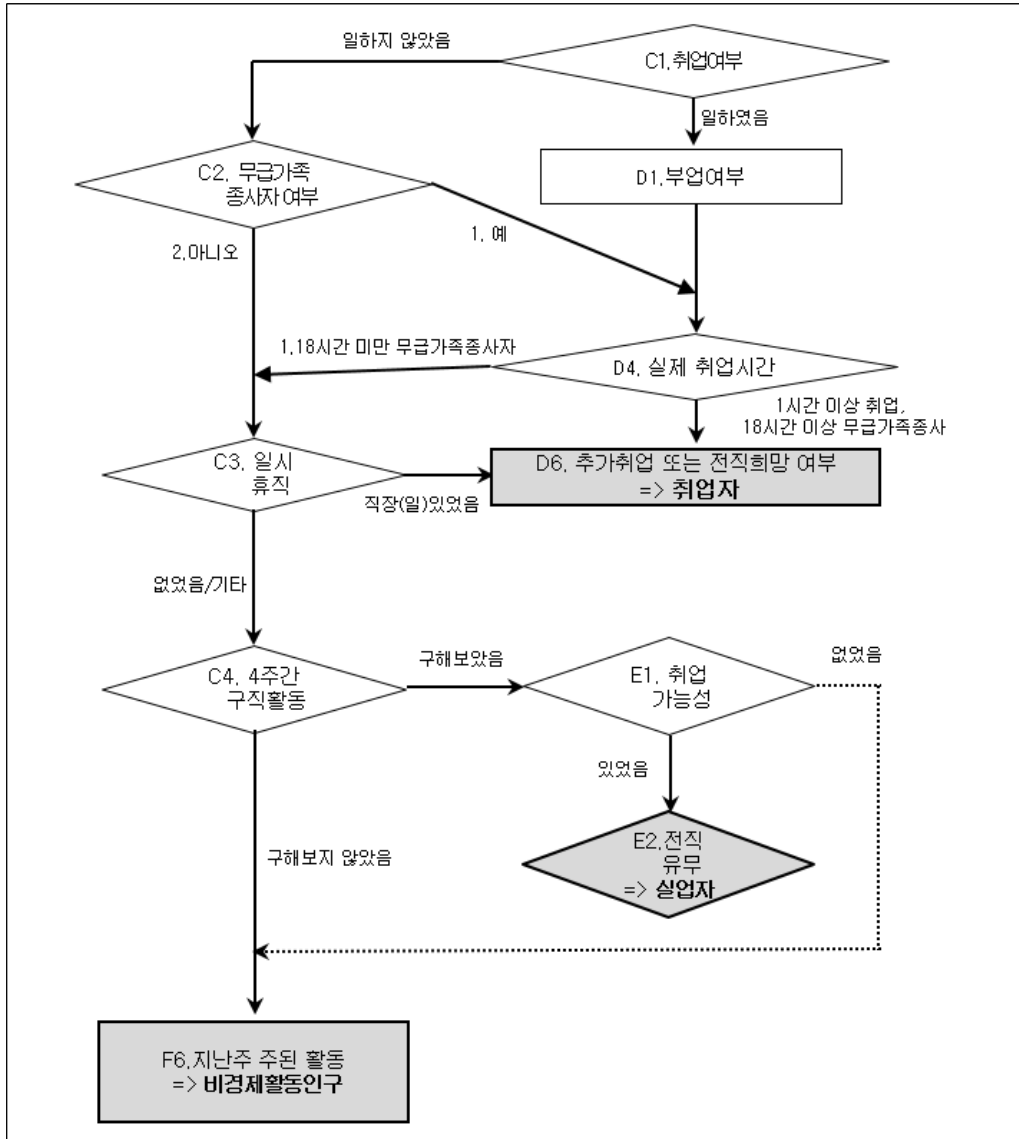 일하지 않았음
C1.취업여부
일하였음
C2. 무급가족
종사자 여부
D1.부업여부
1. 예
2.아니오
1.18시간 미만 무급가족종사자
D4. 실제 취업시간
1시간 이상 취업,
18시간 이상 무급가족종사
C3. 일시
휴직
직장(일)있었음
D6. 추가취업 또는 전직희망 여부
=> 취업자
없었음/기타
C4. 4주간
구직활동
구해보았음
E1. 취업
가능성
없었음
있었음
구해보지 않았음
E2.전직
유무
=> 실업자
F6.지난주 주된 활동
=> 비경제활동인구